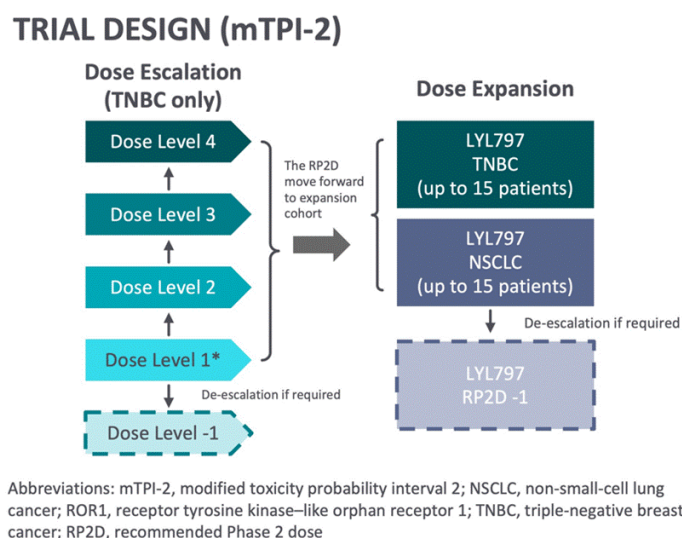 TRIAL DESIGN (mTPI-2)
Dose Escalation
(TNBC only)
Dose Level 4
Dose Level 3
Dose Level 2
Dose Level 1*
De-escalation if required
Dose Level -1
The RP2D
move forward
to expansion
cohort
Dose Expansion
LYL797
TNBC
(up to 15 patients)
LYL797
NSCLC
(up to 15 patients)
De-escalation if required
LYL797
RP2D -1
Abbreviations: mTPI-2, modified toxicity probability interval 2; NSCLC, non-small-cell lung
cancer; ROR1, receptor tyrosine kinase–like orphan receptor 1; TNBC, triple-negative breast
cancer; RP2D, recommended Phase 2 dose